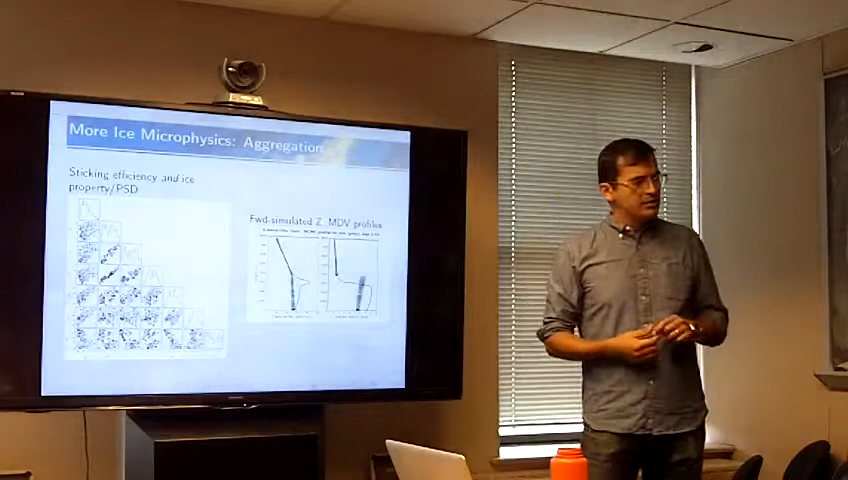 More Ice Microphysics: Aggregation
Sticking efficiency and ice
property/PSD
Fwd-simulated Z, MDV profiles